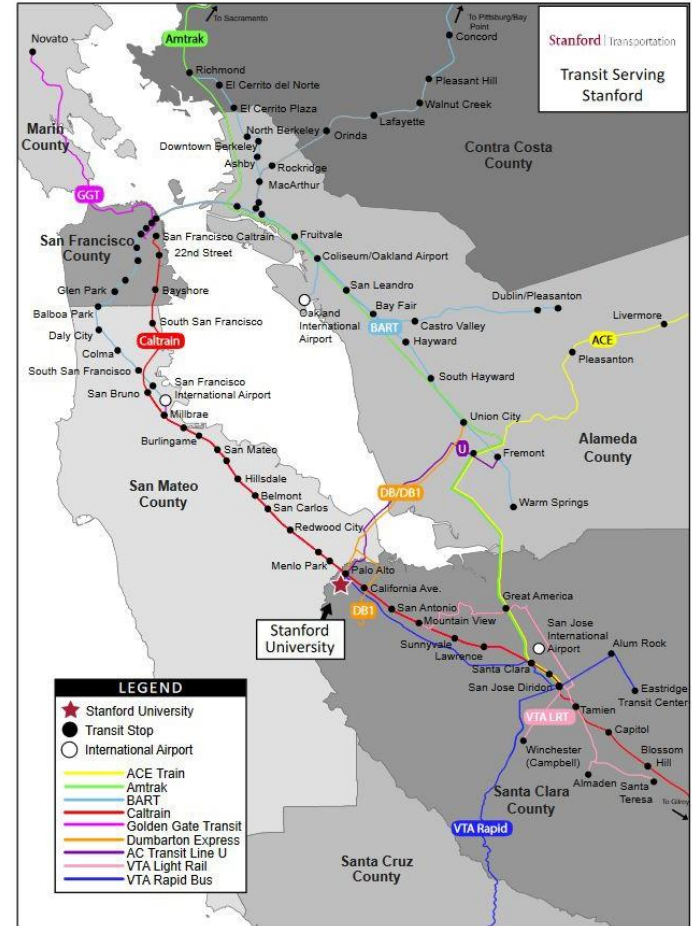 To Sacramento
To Pittsburg/Bay
Point
Stanford | Transportation
Transit Serving
Stanford
Novato
Amtrak
Concord
Richmond
El Cerrito del Norte
Pleasant Hill
El Cerrito Plaza
Walnut Creek
Lafayette
Marin
County
North Berkeley
Orinda
Downtown Berkeley
Ashby
Rockridge
Contra Costa
County
MacArthur
GGT
San Francisco
County
San Francisco Caltrain
22nd Street
Fruitvale
Coliseum/Oakland Airport
Glen Park
Bayshore
San Leandro
Dublin/Pleasanton
Balboa Park
Oakland
International
Airport
Bay Fair
Livermore
South San Francisco
BART
Castro Valley
ACE
Daly City
Caltrain
Hayward
Pleasanton
Colma
South San Francisco
South Hayward
San Francisco
International Airport
San Bruno
Millbrae
Union City
Burlingame
Alameda
County
San Mateo
U
Fremont
San Mateo
County
Hillsdale
DB/DB1
Belmont
San Carlos
Warm Springs
Redwood City
Menlo Park
Palo Alto
California Ave.
Great America
DB1
San Antonio
Stanford
University
Mountain View
San Jose
International
Airport
Alum Rock
Sunnyvale
Lawrence
Santa Clara
San Jose Diridon
Eastridge
Transit Center
VTA LRT
Tamien
Capitol
Winchester
(Campbell)
Blossom
Hill
Almaden
Santa
Teresa
Santa Clara
County
To Gilroy
VTA Rapid
Santa Cruz
County
LEGEND
Stanford University
Transit Stop
International Airport
ACE Train
Amtrak
BART
Caltrain
Golden Gate Transit
Dumbarton Express
AC Transit Line U
VTA Light Rail
VTA Rapid Bus